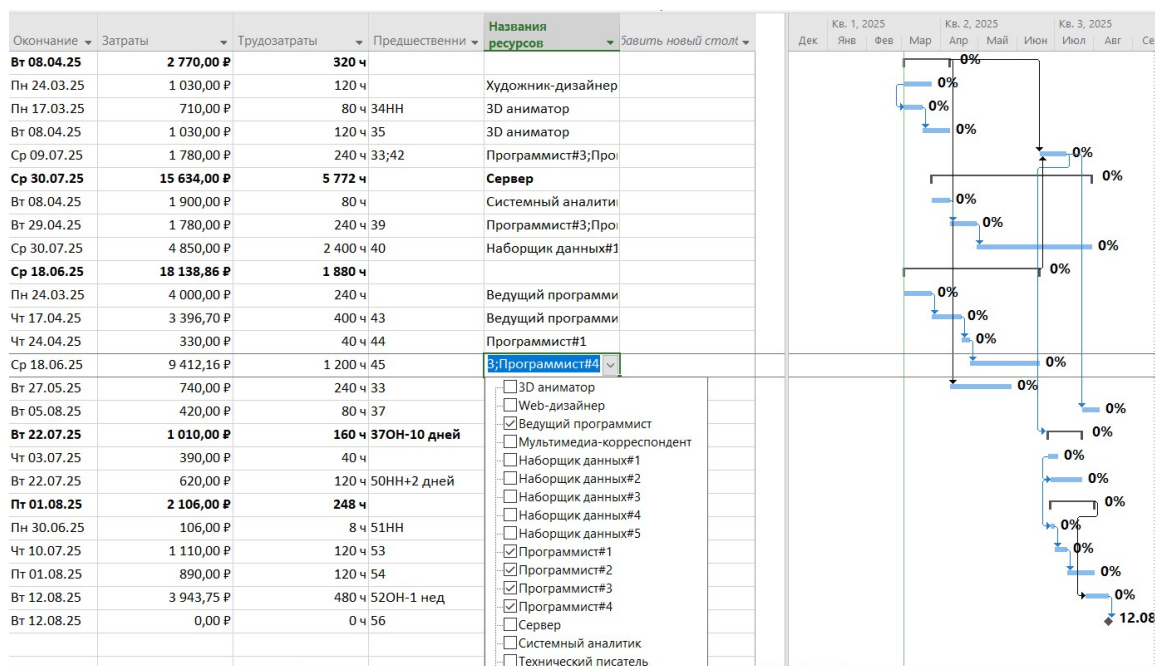 Названия
Окончание Затраты Трудозатраты Предшественни ресурсов бавить новый столб
Кв. 1, 2025 Кв. 2, 2025 Кв. 3, 2025
Дек Янв Фев Мар Апр Май Июн Июл Авг Се
Вт 08.04.25 2 770,00 ₽ 320 ч 0%
Пн 24.03.25 1 030,00 ₽ 120 ч Художник-дизайнер 0%
Пн 17.03.25 710,00 ₽ 80 ч 34НН 3D аниматор 0%
Вт 08.04.25 1 030,00 ₽ 120 ч 35 3D аниматор 0%
Ср 09.07.25 1 780,00 ₽ 240 ч 33;42 Программист#3;Про 0%
Ср 30.07.25 15 634,00 ₽ 5 772 ч Сервер 0%
Вт 08.04.25 1 900,00 ₽ 80 ч Системный аналити 0%
Вт 29.04.25 1 780,00 ₽ 240 ч 39 Программист#3;Про 0%
Ср 30.07.25 4 850,00 ₽ 2 400 ч 40 Наборщик данных#1 0%
Ср 18.06.25 18 138,86 ₽ 1 880 ч 0%
Пн 24.03.25 4 000,00 ₽ 240 ч Ведущий программи 0%
Чт 17.04.25 3 396,70 ₽ 400 ч 43 Ведущий программи 0%
Чт 24.04.25 330,00 ₽ 40 ч 44 Программист#1 0%
Ср 18.06.25 9 412,16 ₽ 1 200 ч 45 3;Программист#4 0%
Вт 27.05.25 740,00 ₽ 240 ч 33 0%
Вт 05.08.25 420,00 ₽ 80 ч 37 0%
Вт 22.07.25 1 010,00 ₽ 160 ч 37ОН-10 дней 0%
Чт 03.07.25 390,00 ₽ 40 ч 0%
Вт 22.07.25 620,00 ₽ 120 ч 50НН+2 дней 0%
Пт 01.08.25 2 106,00 ₽ 248 ч 0%
Пн 30.06.25 106,00 ₽ 8 ч 51НН 0%
Чт 10.07.25 1 110,00 ₽ 120 ч 53 0%
Пт 01.08.25 890,00 ₽ 120 ч 54 0%
Вт 12.08.25 3 943,75 ₽ 480 ч 52ОН-1 нед 0%
Вт 12.08.25 0,00 ₽ 0 ч 56 12.08
3D аниматор
Web-дизайнер
Ведущий программист
Мультимедиа-корреспондент
Наборщик данных#1
Наборщик данных#2
Наборщик данных#3
Наборщик данных#4
Наборщик данных#5
Программист#1
Программист#2
Программист#3
Программист#4
Сервер
Системный аналитик
Технический писатель